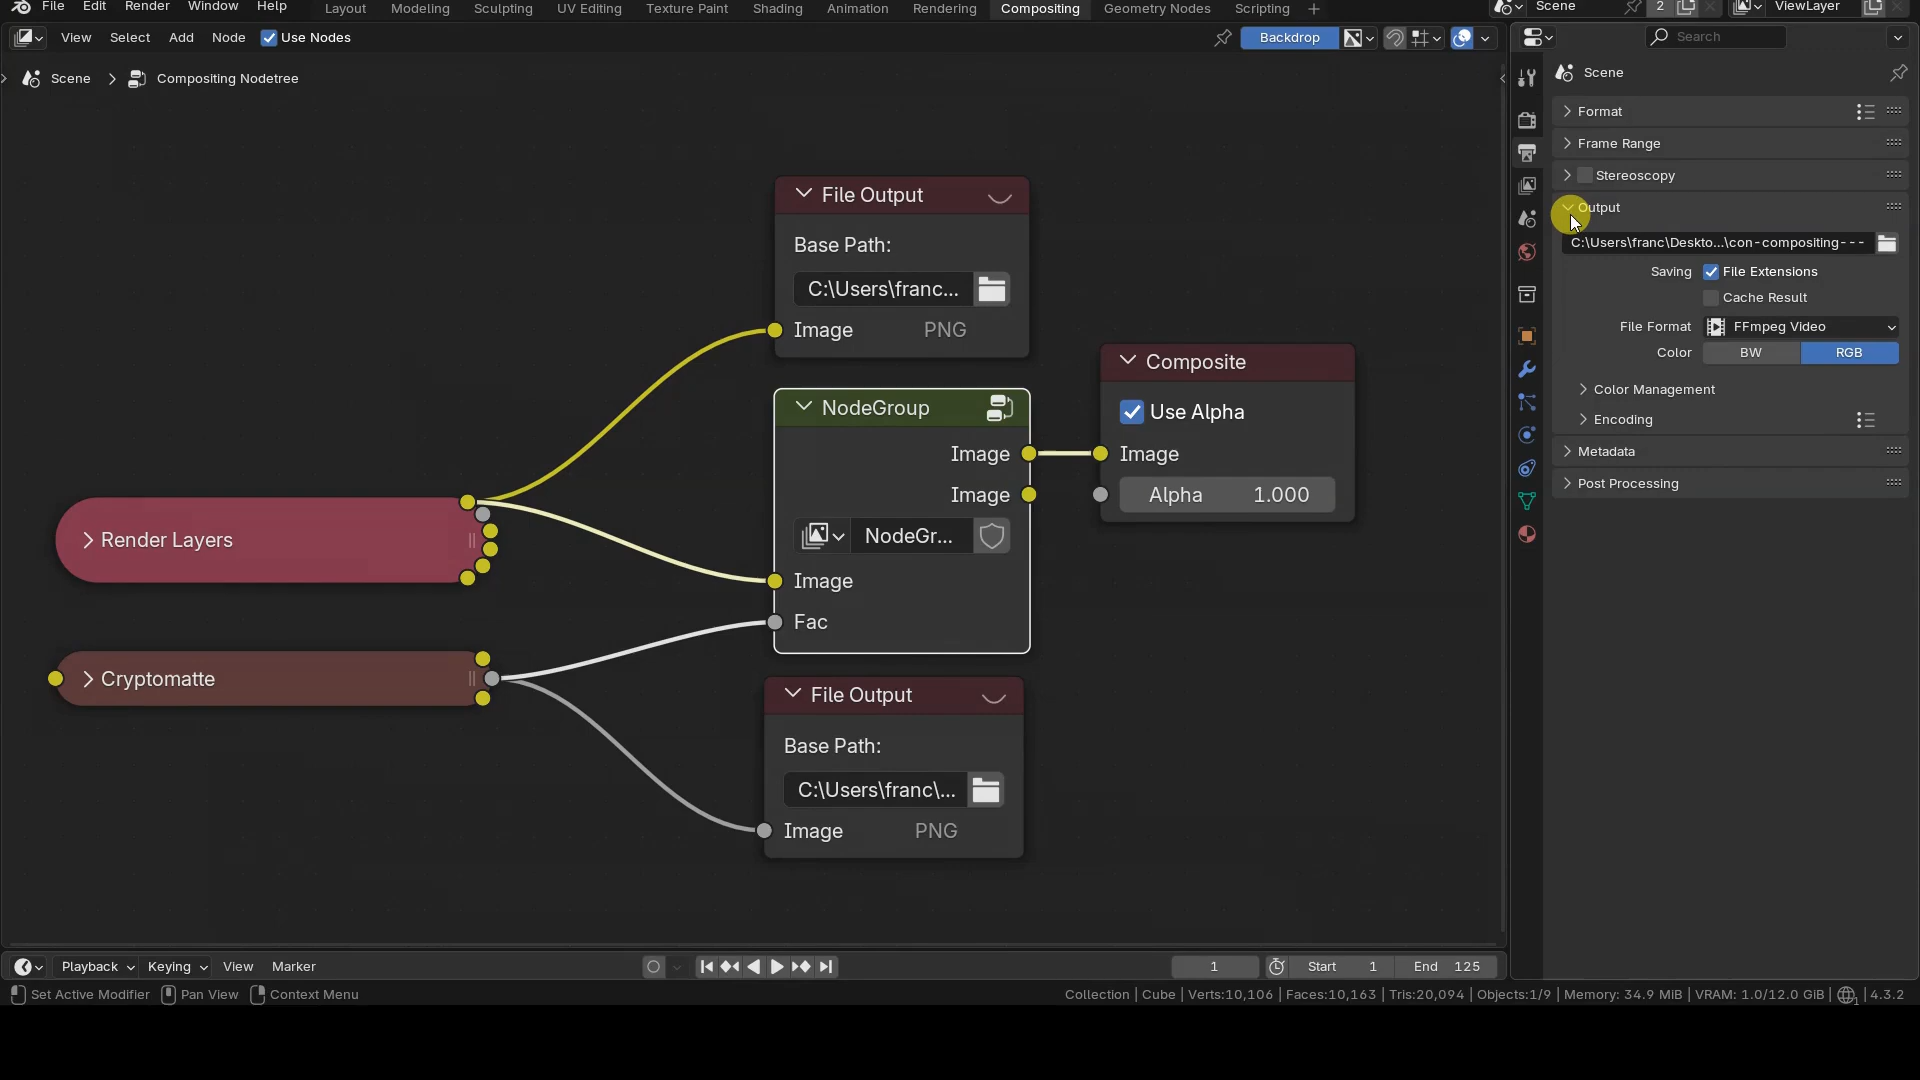 File Edit Render Window Help Layout Modeling Sculpting UV Editing Texture Paint Shading Animation Rendering Compositing Geometry Nodes Scripting + Scene 2 ViewLayer
View Select Add Node Use Nodes Backdrop Search
Scene > Compositing Nodetree
Scene
Format
Frame Range
Stereoscopy
Output
C:\Users\franc\Deskto...\con-compositing---
Saving File Extensions
Cache Result
File Format FFmpeg Video
Color BW RGB
Color Management
Encoding
Metadata
Post Processing
File Output
Base Path:
C:\Users\franc...
Image PNG
NodeGroup
Image
Image
NodeGr...
Image
Fac
Composite
Use Alpha
Image
Alpha 1.000
Render Layers
Cryptomatte
File Output
Base Path:
C:\Users\franc\...
Image PNG
Playback Keying View Marker 1 Start 1 End 125
Set Active Modifier Pan View Context Menu Collection | Cube | Verts:10,106 | Faces:10,163 | Tris:20,094 | Objects:1/9 | Memory: 34.9 MiB | VRAM: 1.0/12.0 GiB | 1 | 4.3.2